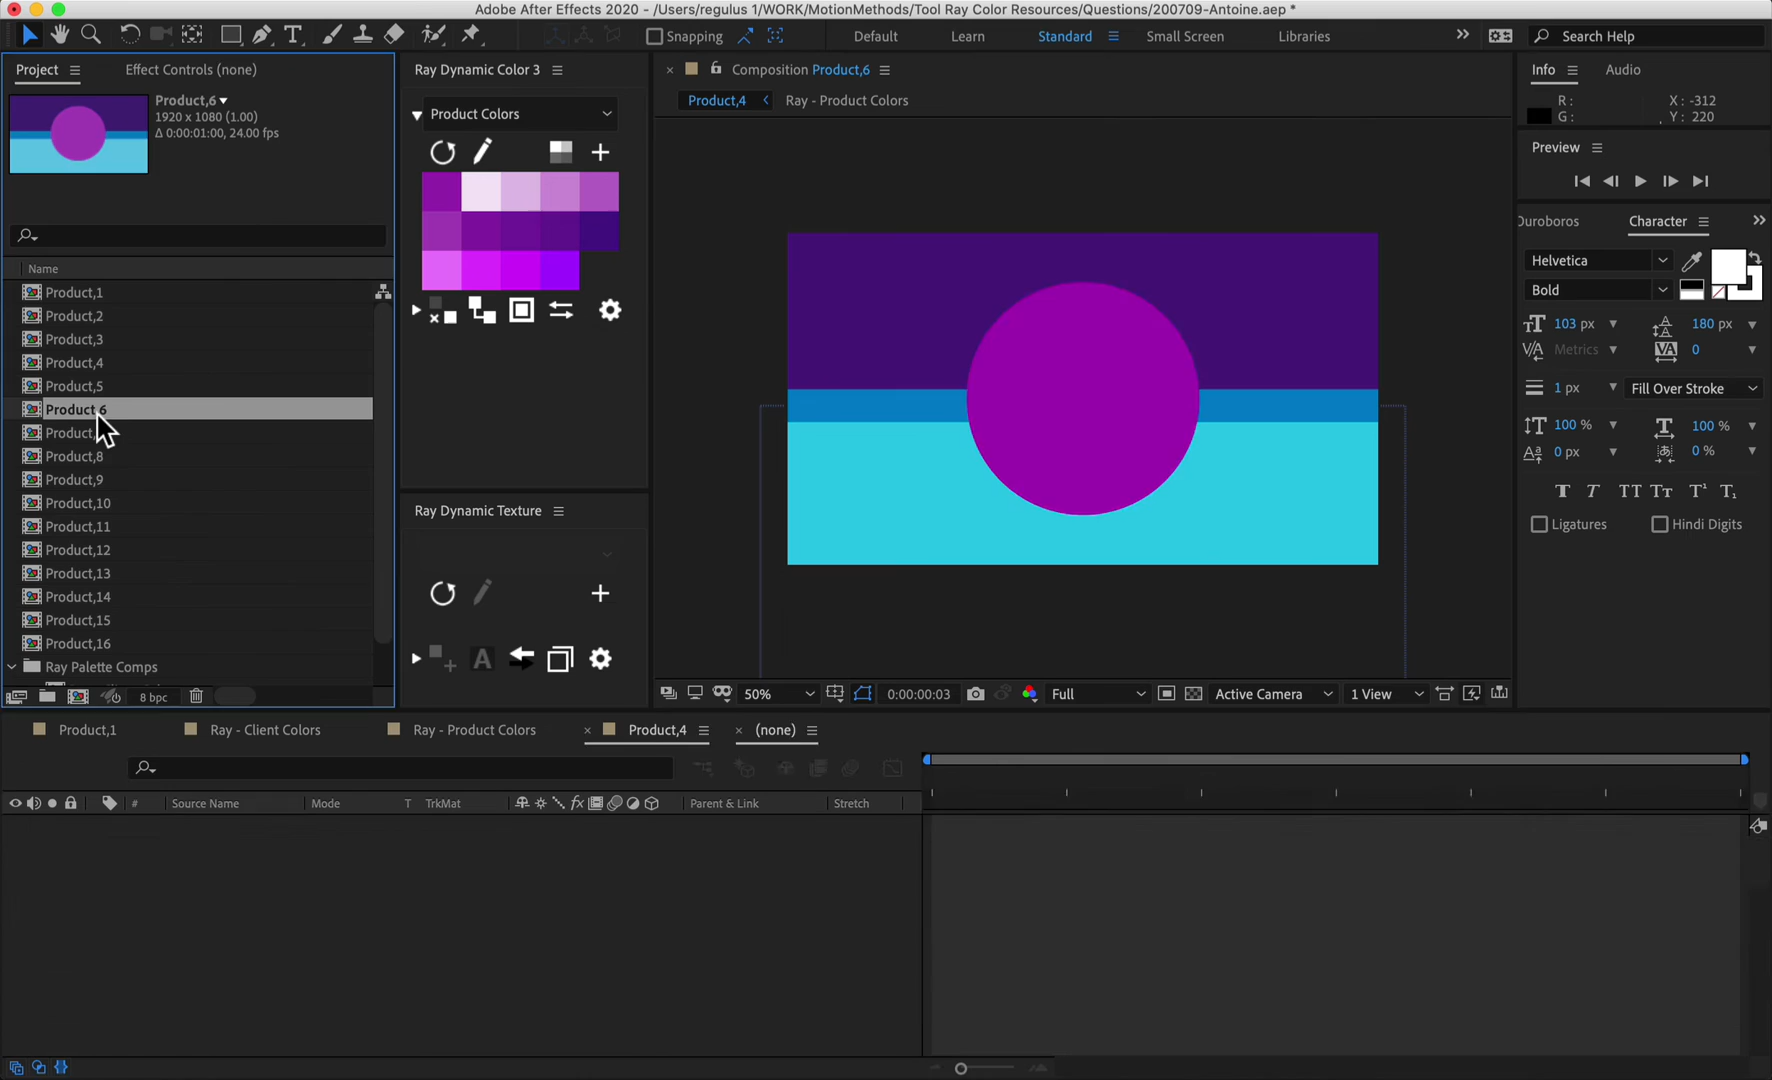 Adobe After Effects 2020 - /Users/regulus 1/WORK/MotionMethods/Tool Ray Color Resources/Questions/200709-Antoine.aep *
Snapping
Default
Learn
Standard
Small Screen
Libraries
Search Help
Project
Effect Controls (none)
Product,6
1920 x 1080 (1.00)
Δ 0:00:01:00, 24.00 fps
Name
Product,1
Product,2
Product,3
Product,4
Product,5
Product,6
Product,
Product,8
Product,9
Product,10
Product,11
Product,12
Product,13
Product,14
Product,15
Product,16
Ray Palette Comps
8 bpc
Ray Dynamic Color 3
Product Colors
Ray Dynamic Texture
A
Composition Product,6
Product,4
Ray - Product Colors
50%
0:00:00:03
Full
Active Camera
1 View
Info
Audio
R:
G:
X: -312
Y: 220
Preview
Ouroboros
Character
Helvetica
Bold
103 px
180 px
Metrics
0
1 px
Fill Over Stroke
100 %
100 %
0 px
0 %
T T TT Tт T¹ T₁
Ligatures
Hindi Digits
Product,1
Ray - Client Colors
Ray - Product Colors
Product,4
(none)
#
Source Name
Mode
T
TrkMat
fx
Parent & Link
Stretch